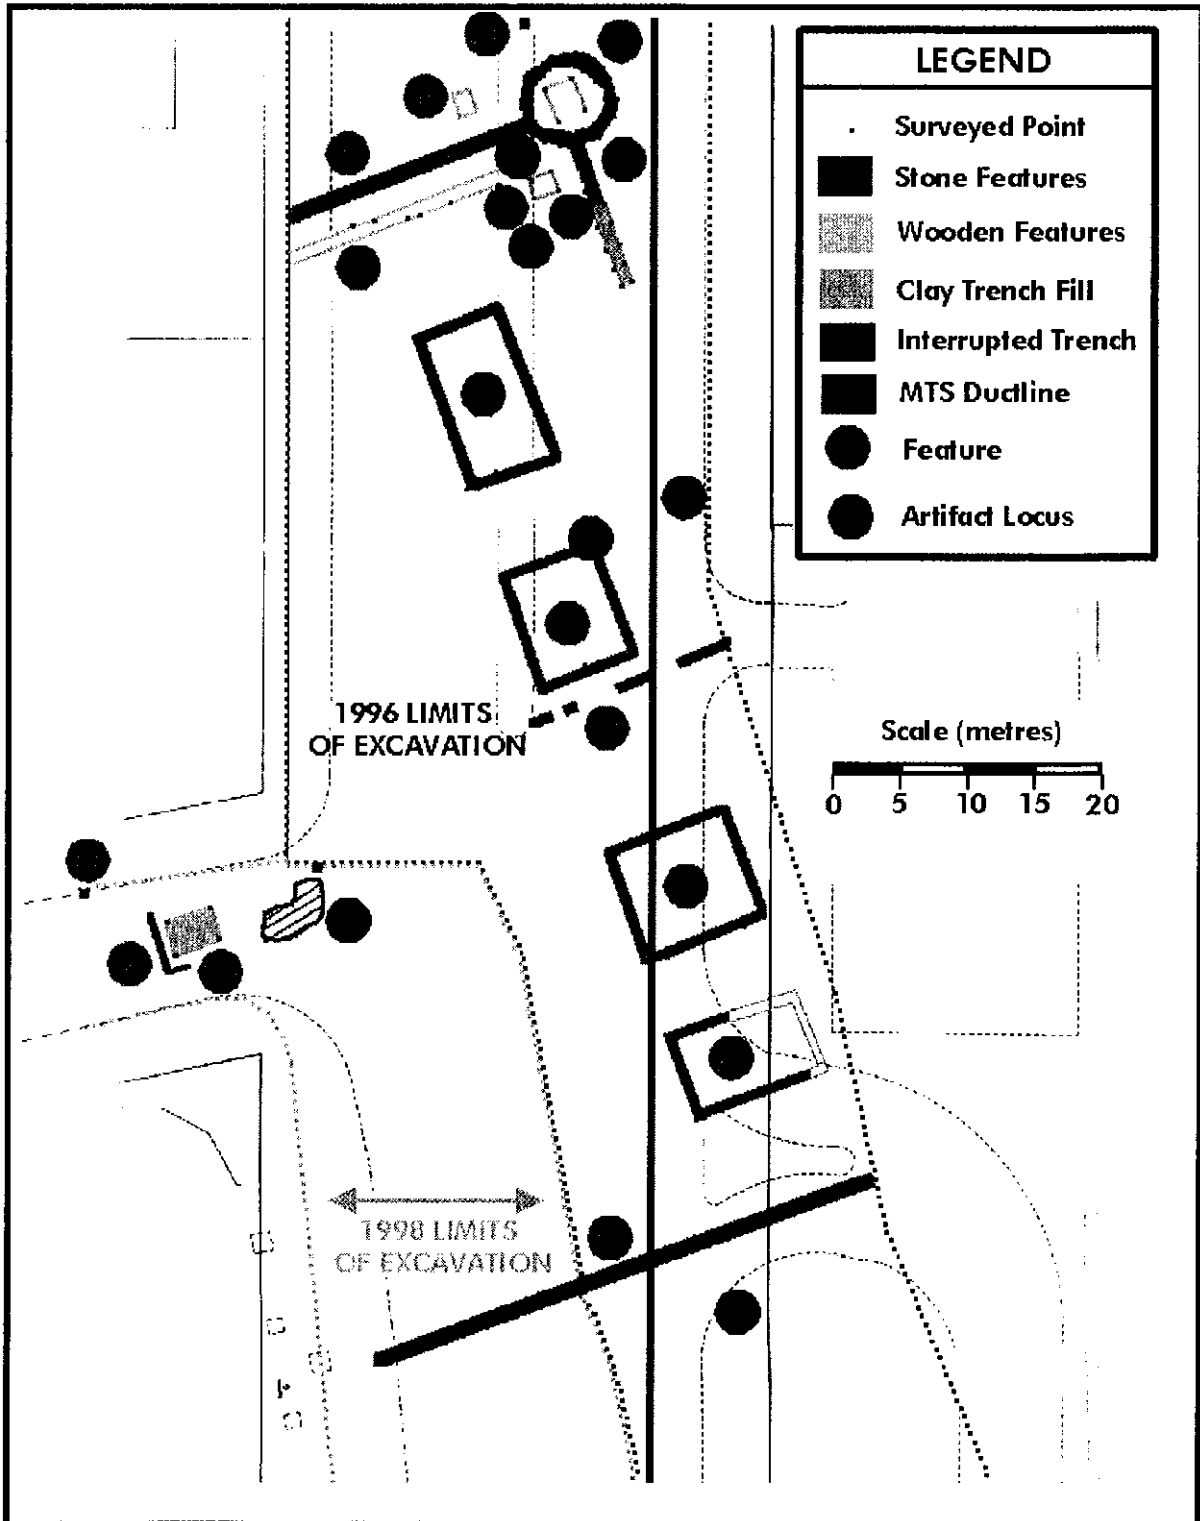 LEGEND
Surveyed Point
Stone Features
Wooden Features
Clay Trench Fill
Interrupted Trench
MTS Ductline
Feature
Artifact Locus
1996 LIMITS
OF EXCAVATION
Scale (metres)
0 5 10 15 20
1998 LIMITS
OF EXCAVATION